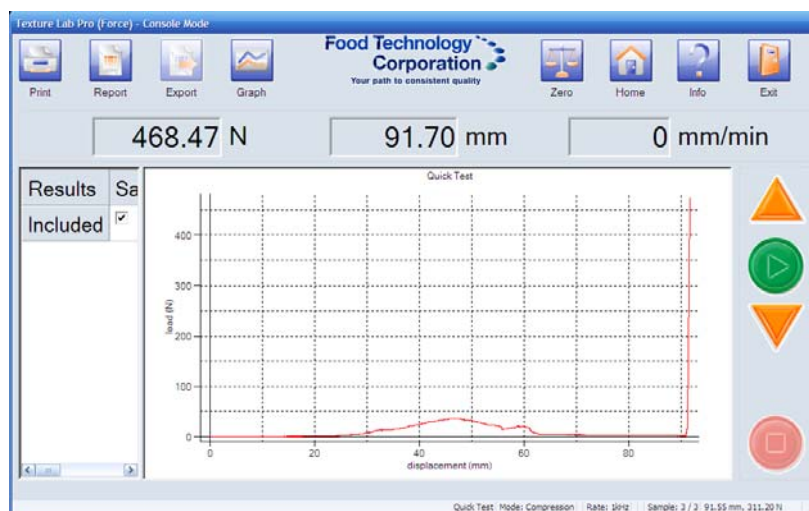 Texture Lab Pro (Force) - Console Mode
Print
Report
Export
Graph
Food Technology
Corporation
Your path to consistent quality
Zero
Home
Info
Exit
468.47 N
91.70 mm
0 mm/min
Results Sa
Included
Quick Test
load (N)
400
300
200
100
0
0 20 40 60 80
displacement (mm)
Quick Test Mode: Compression Rate: 1kHz Sample: 3 / 3 91.55 mm, 311.20 N